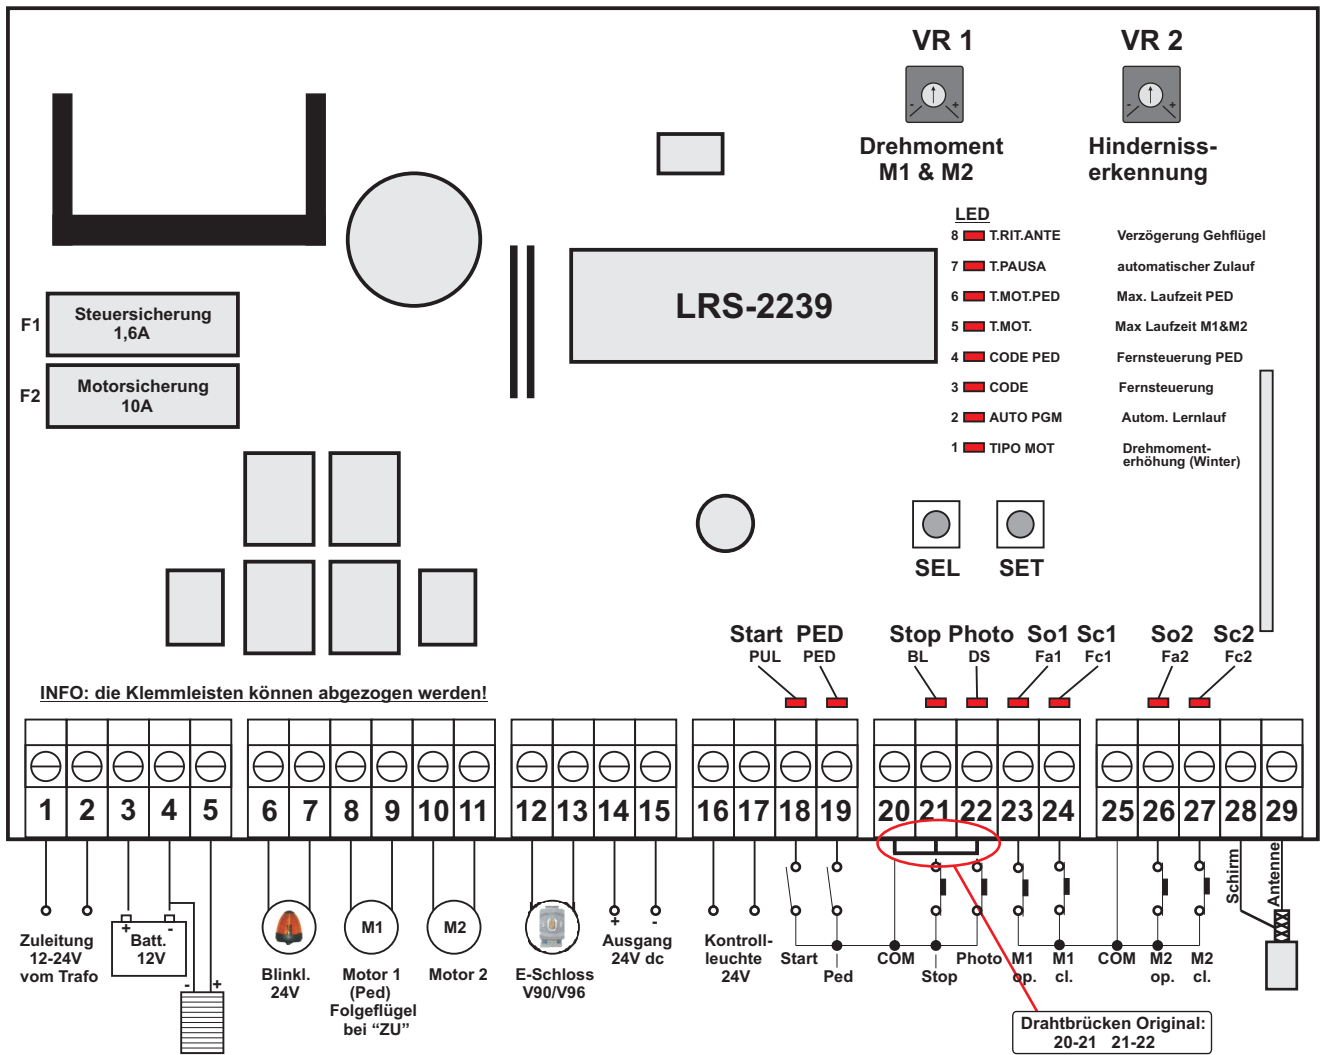 VR 1
VR 2
- +
- +
Drehmoment
M1 & M2
Hinderniss-
erkennung
LED
8 T.RIT.ANTE Verzögerung Gehflügel
7 T.PAUSA automatischer Zulauf
6 T.MOT.PED Max. Laufzeit PED
5 T.MOT. Max Laufzeit M1&M2
4 CODE PED Fernsteuerung PED
3 CODE Fernsteuerung
2 AUTO PGM Autom. Lernlauf
1 TIPO MOT Drehmoment-
erhöhung (Winter)
LRS-2239
F1
Steuersicherung
1,6A
F2
Motorsicherung
10A
SEL
SET
Start PED Stop Photo So1 Sc1 So2 Sc2
PUL PED BL DS Fa1 Fc1 Fa2 Fc2
INFO: die Klemmleisten können abgezogen werden!
1 2 3 4 5 6 7 8 9 10 11 12 13 14 15 16 17 18 19 20 21 22 23 24 25 26 27 28 29
Zuleitung
12-24V
vom Trafo
+ -
Batt.
12V
- +
Blinkl.
24V
M1
Motor 1
(Ped)
Folgeflügel
bei “ZU”
M2
Motor 2
E-Schloss
V90/V96
+ -
Ausgang
24V dc
Kontroll-
leuchte
24V
Start
Ped
COM
Stop
Photo
M1
op.
M1
cl.
COM
M2
op.
M2
cl.
Schirm
Antenne
Drahtbrücken Original:
20-21 21-22